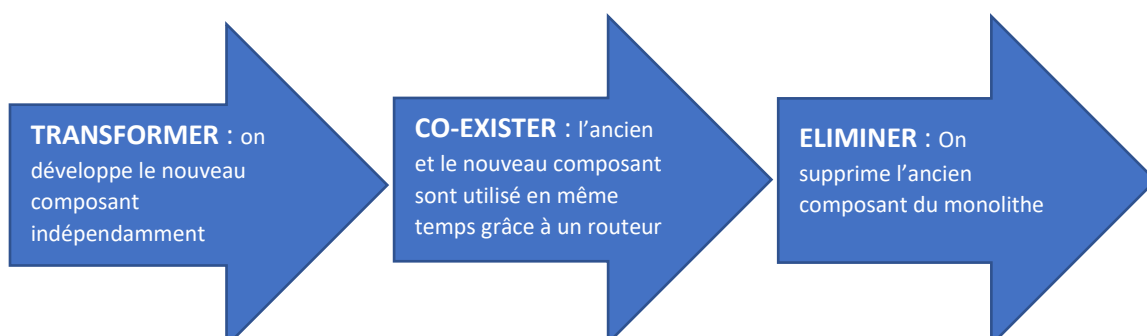 TRANSFORMER : on
développe le nouveau
composant
indépendamment
CO-EXISTER : l’ancien
et le nouveau composant
sont utilisé en même
temps grâce à un routeur
ELIMINER : On
supprime l’ancien
composant du monolithe